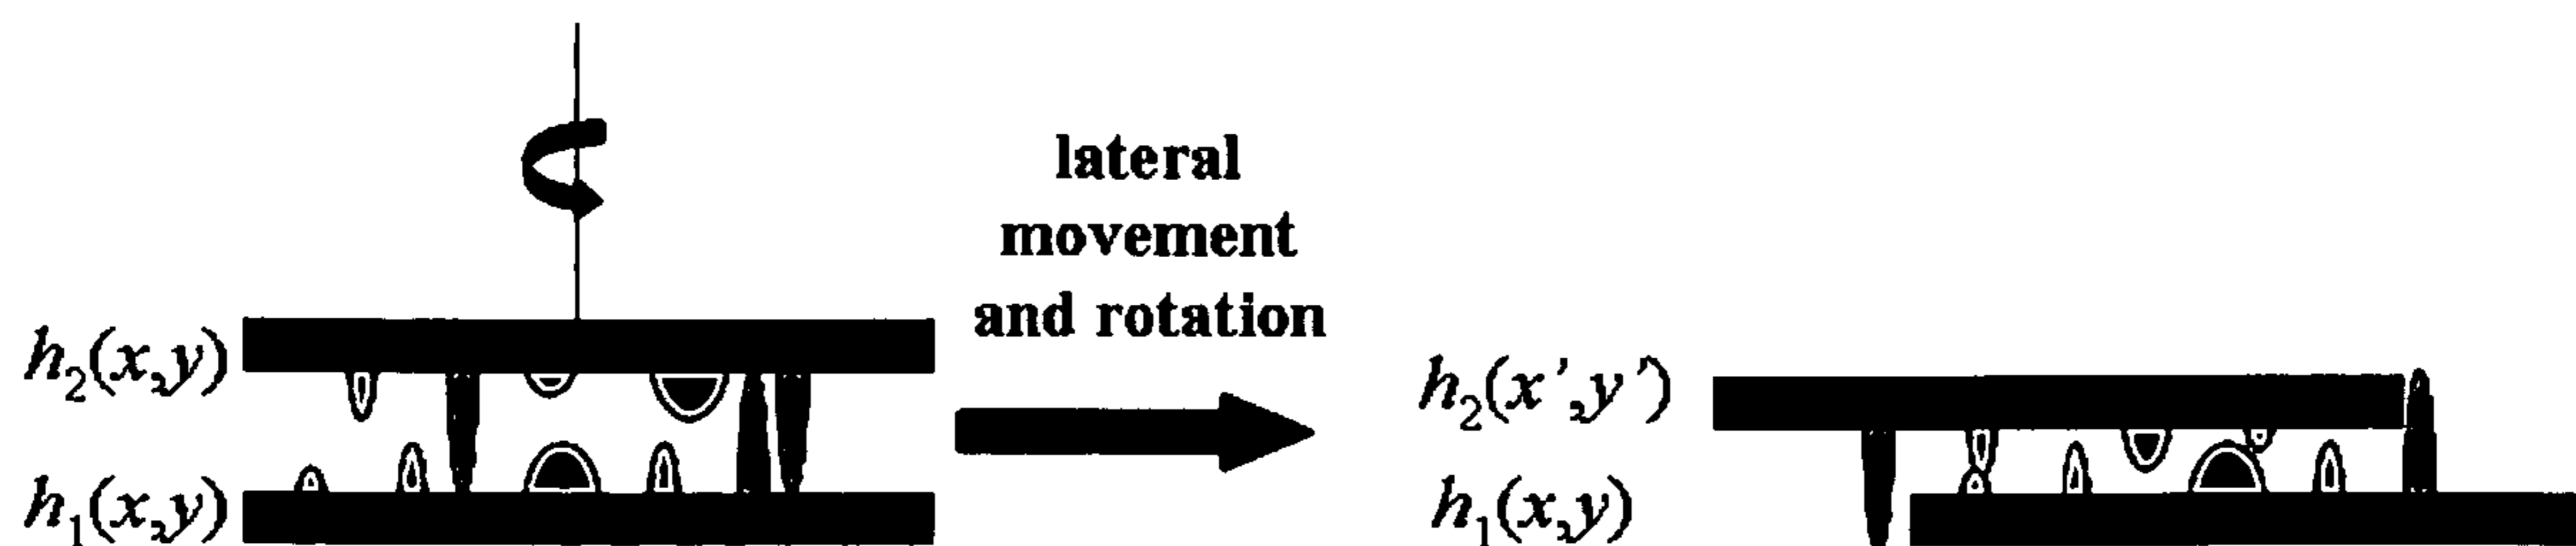 lateral
movement
and rotation
h₂(x,y)
h₁(x,y)
h₂(x’,y’)
h₁(x,y)